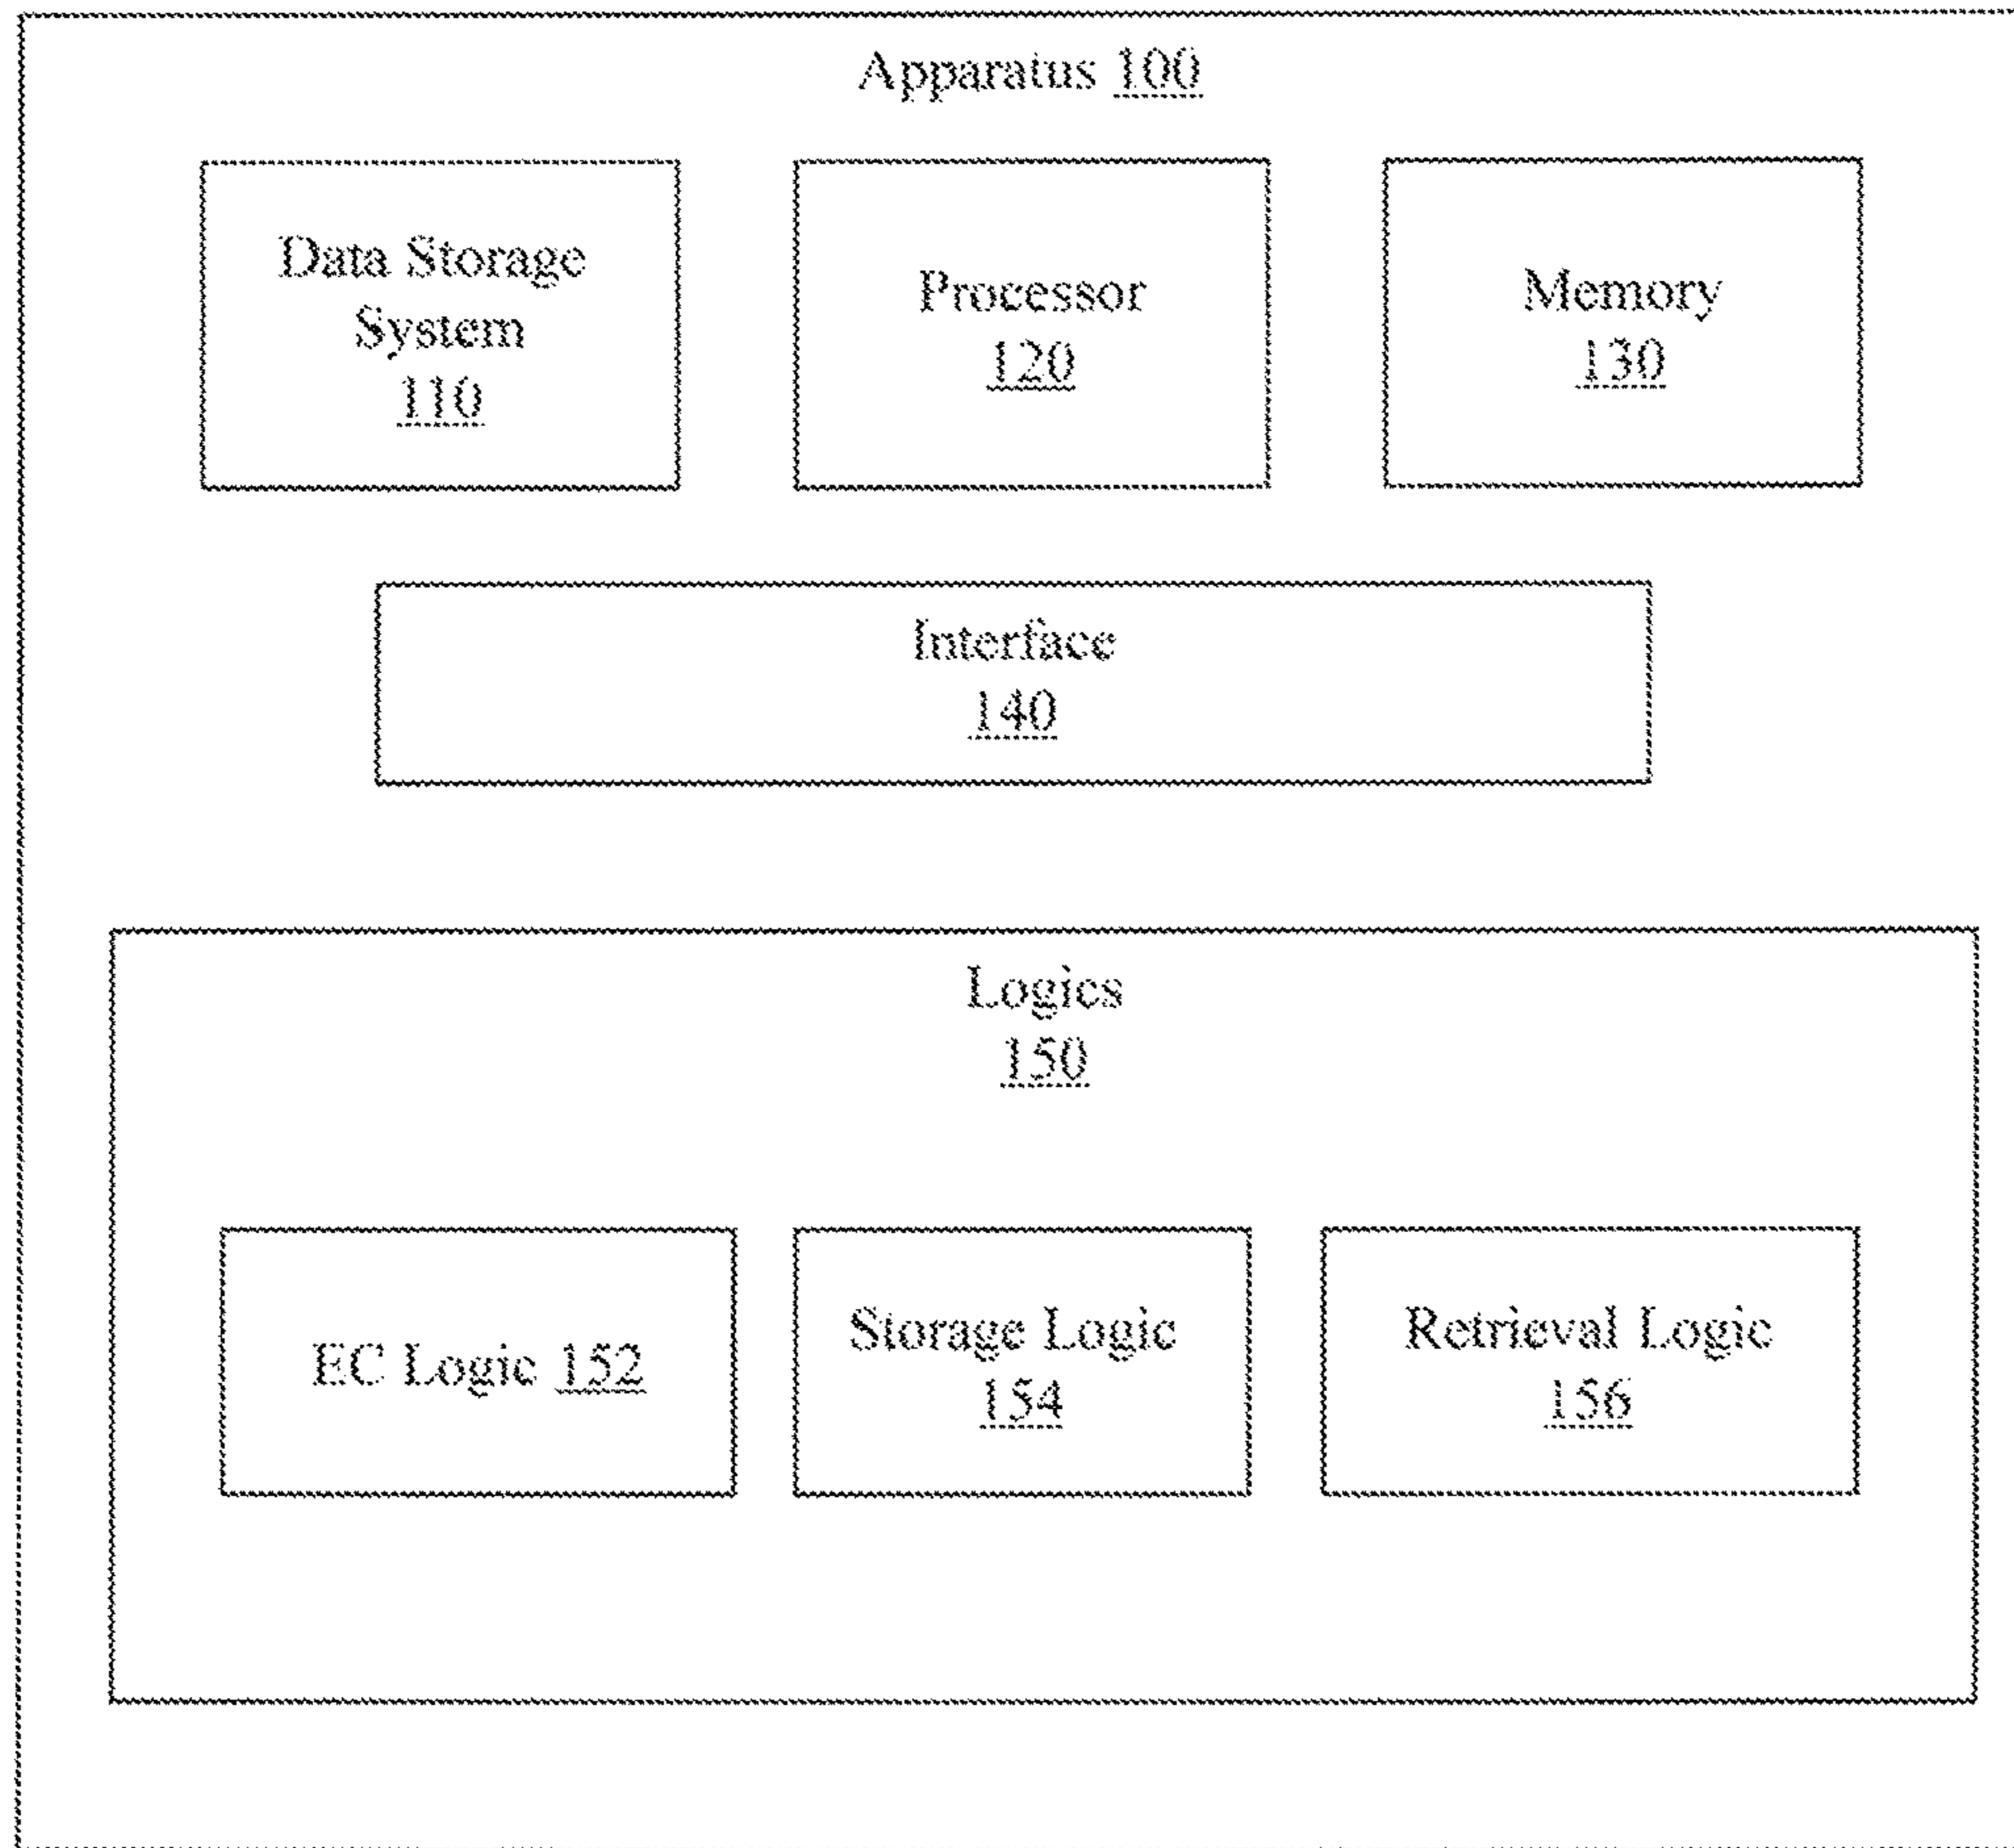 Apparatus 100
Data Storage
System
110
Processor
120
Memory
130
Interface
140
Logics
150
EC Logic 152
Storage Logic
154
Retrieval Logic
156